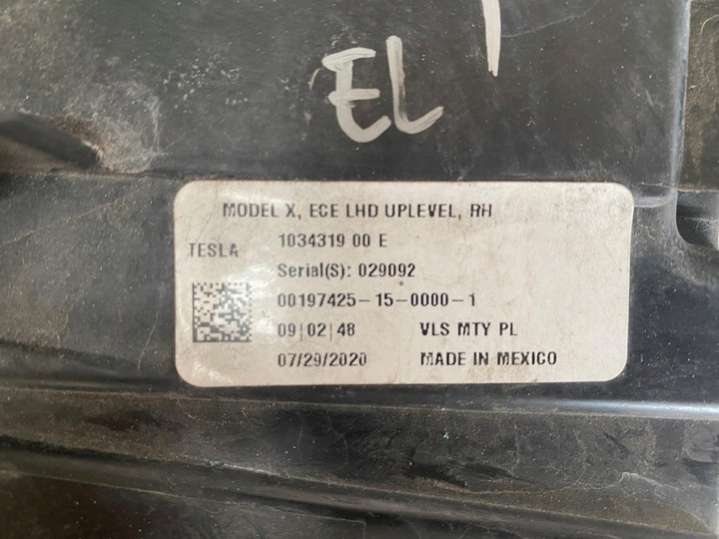 EL
MODEL X, ECE LHD UPLEVEL, RH
TESLA
1034319 00 E
Serial(S): 029092
00197425-15-0000-1
09|02|48 VLS MTY PL
07/29/2020 MADE IN MEXICO